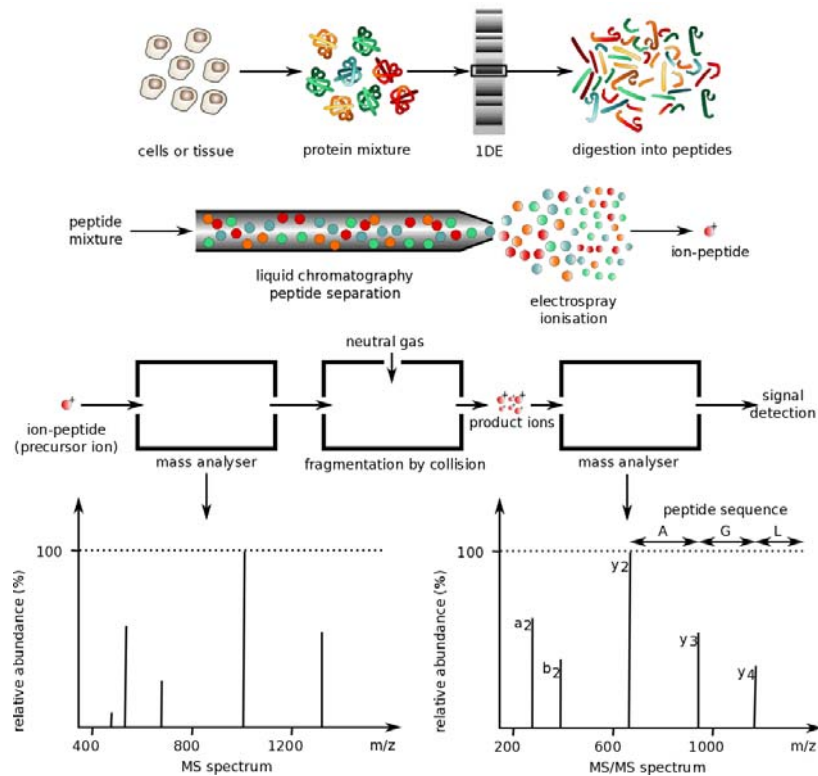 cells or tissue
protein mixture
1DE
digestion into peptides
peptide
mixture
liquid chromatography
peptide separation
electrospray
ionisation
+
ion-peptide
neutral gas
+
ion-peptide
(precursor ion)
mass analyser
fragmentation by collision
product ions
mass analyser
signal
detection
relative abundance (%)
100
400
800
1200
m/z
MS spectrum
peptide sequence
A
G
L
relative abundance (%)
100
a2
b2
y2
y3
y4
200
600
1000
m/z
MS/MS spectrum